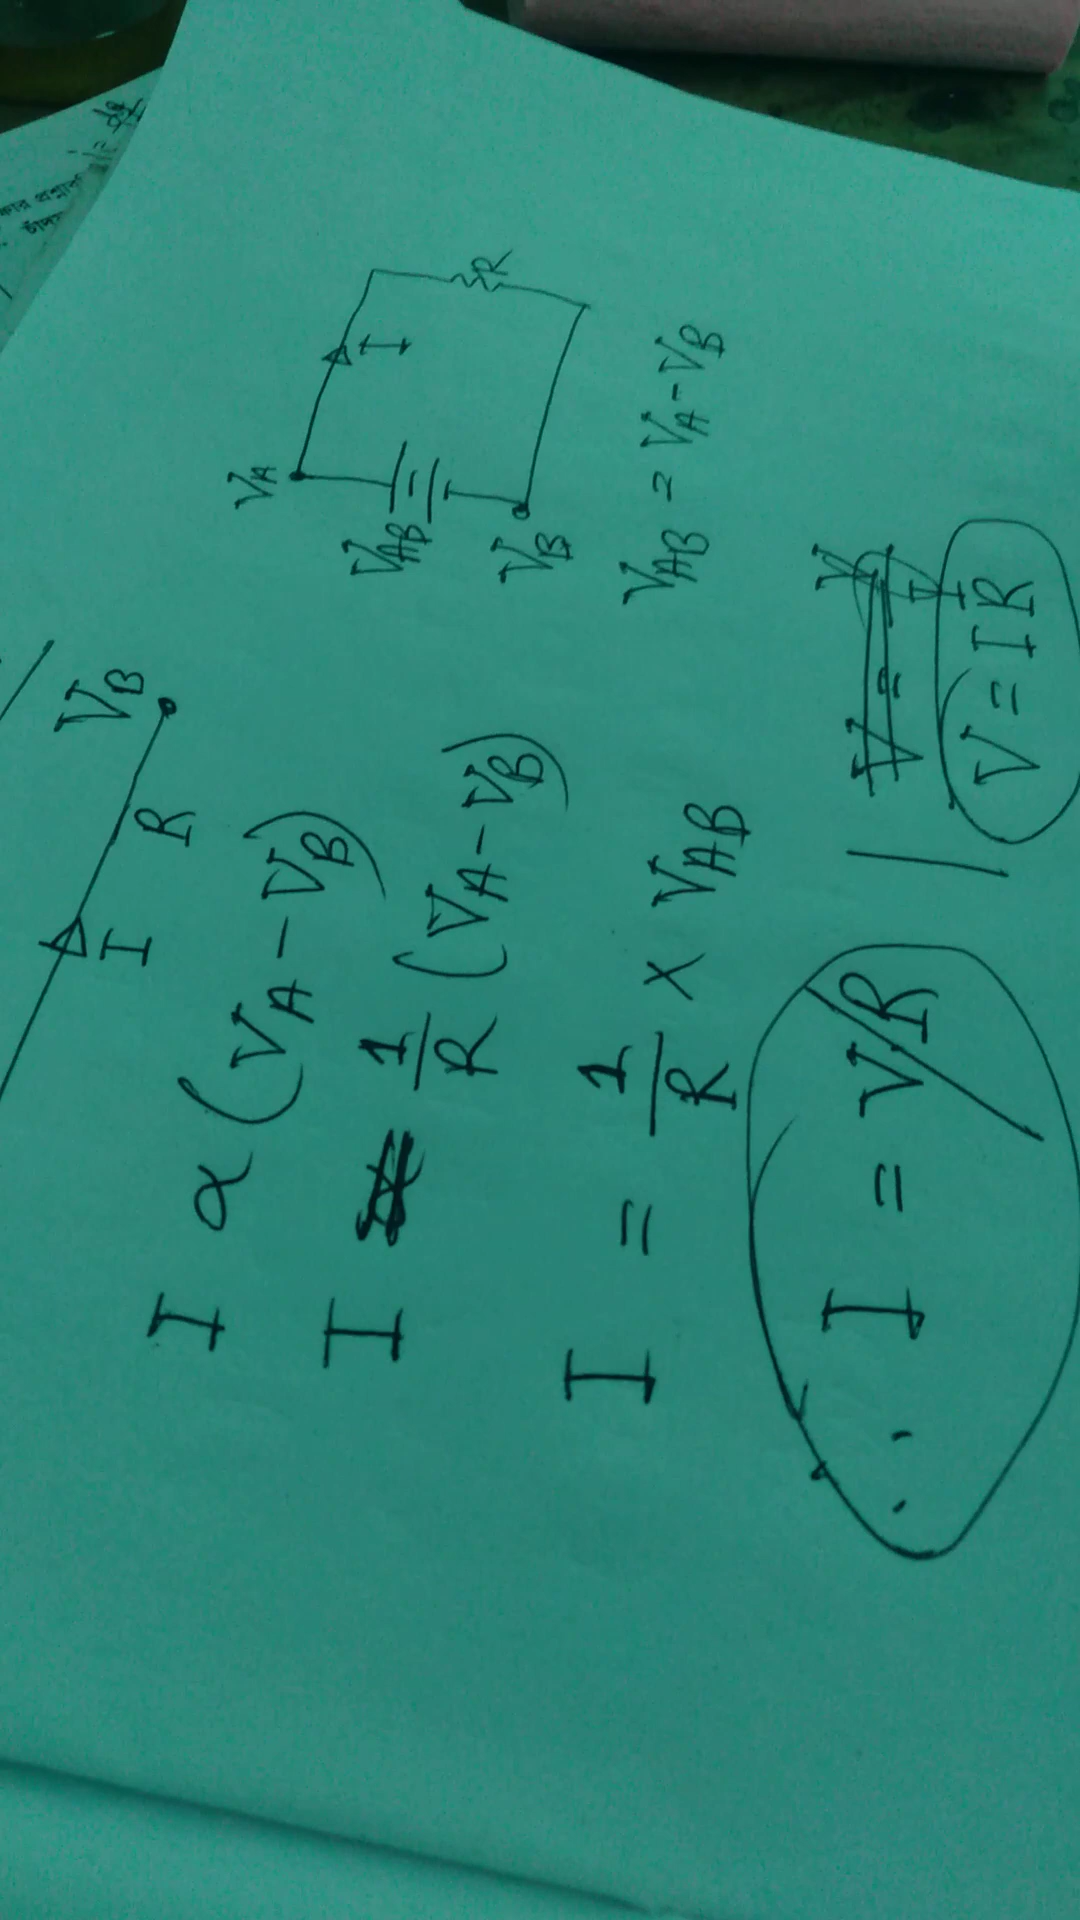 V_B
I R
I ∝ (V_A - V_B)
I = 1/R (V_A - V_B)
I = 1/R × V_AB
∴ I = V/R
V_A
I
R
V_AB
V_B
V_AB = V_A - V_B
V = IR